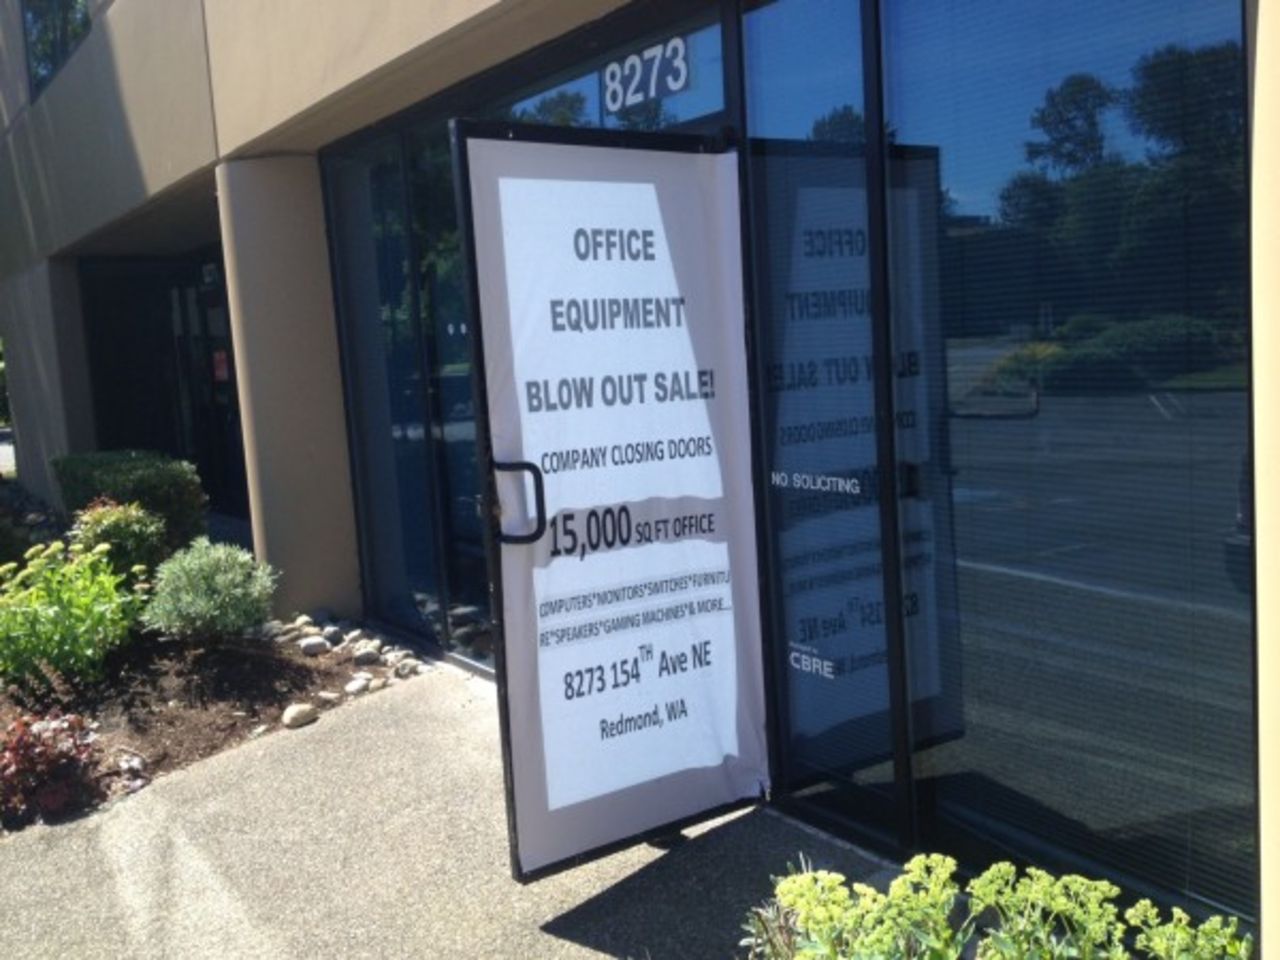 8273
OFFICE
EQUIPMENT
BLOW OUT SALE!
COMPANY CLOSING DOORS
15,000 SQ FT OFFICE
COMPUTERS*MONITORS*SWITCHES*FURNITU
RE*SPEAKERS*GAMING MACHINES*& MORE...
8273 154TH Ave NE
Redmond, WA
NO SOLICITING
CBRE